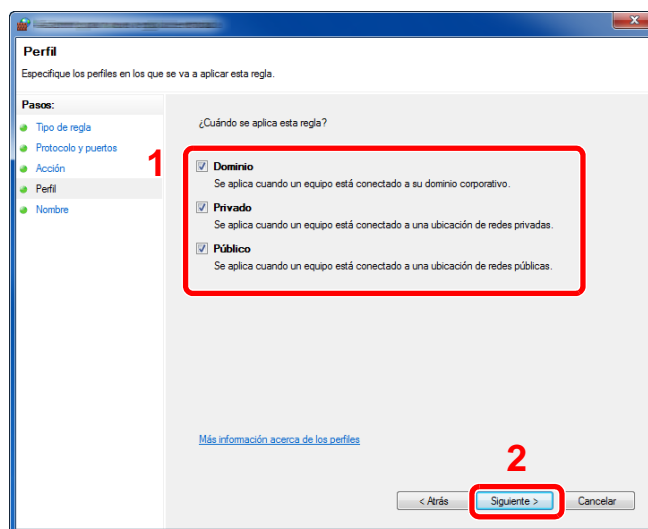 Perfil
Especifique los perfiles en los que se va a aplicar esta regla.
Pasos:
Tipo de regla
Protocolo y puertos
Acción
Perfil
Nombre
¿Cuándo se aplica esta regla?
1
Dominio
Se aplica cuando un equipo está conectado a su dominio corporativo.
Privado
Se aplica cuando un equipo está conectado a una ubicación de redes privadas.
Público
Se aplica cuando un equipo está conectado a una ubicación de redes públicas.
Más información acerca de los perfiles
2
< Atrás
Siguiente >
Cancelar